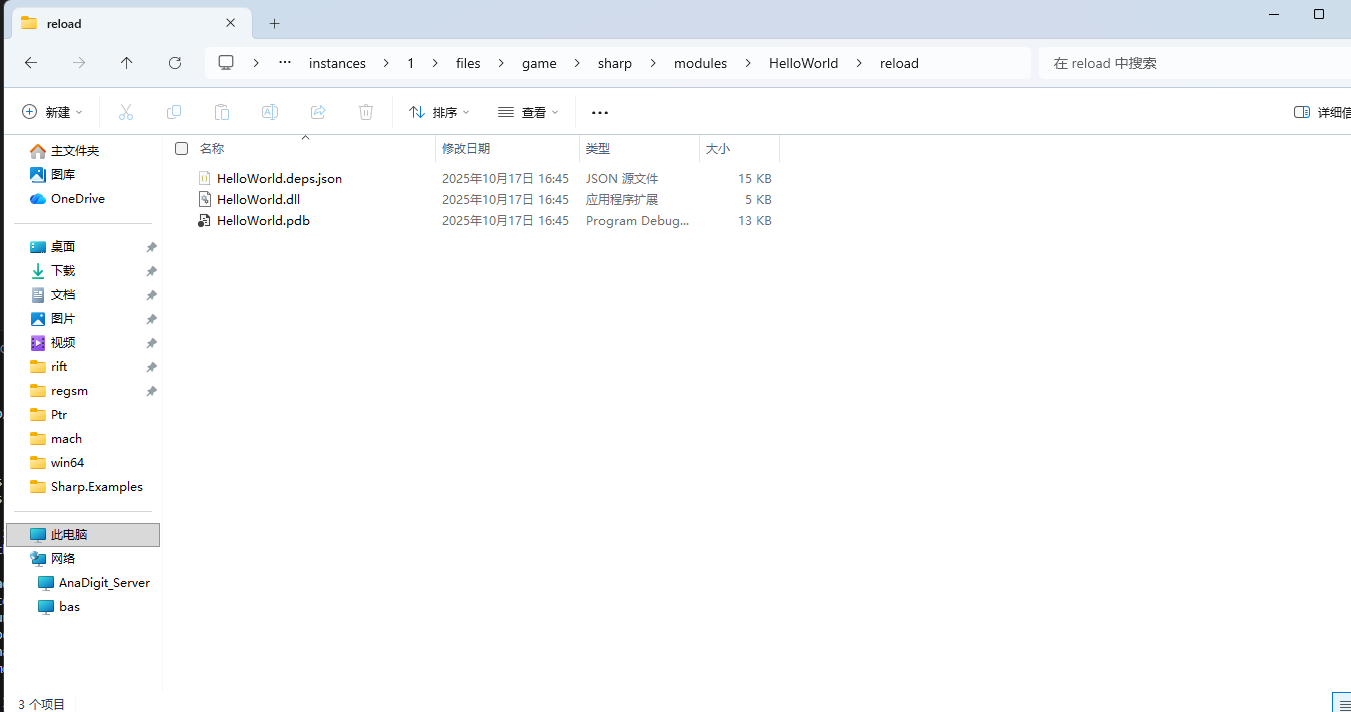 reload
instances 1 files game sharp modules HelloWorld reload
在 reload 中搜索
新建 排序 查看 ···
名称 修改日期 类型 大小
HelloWorld.deps.json 2025年10月17日 16:45 JSON 源文件 15 KB
HelloWorld.dll 2025年10月17日 16:45 应用程序扩展 5 KB
HelloWorld.pdb 2025年10月17日 16:45 Program Debug... 13 KB
主文件夹
图库
OneDrive
桌面
下载
文档
图片
视频
rift
regsm
Ptr
mach
win64
Sharp.Examples
此电脑
网络
AnaDigit_Server
bas
3 个项目